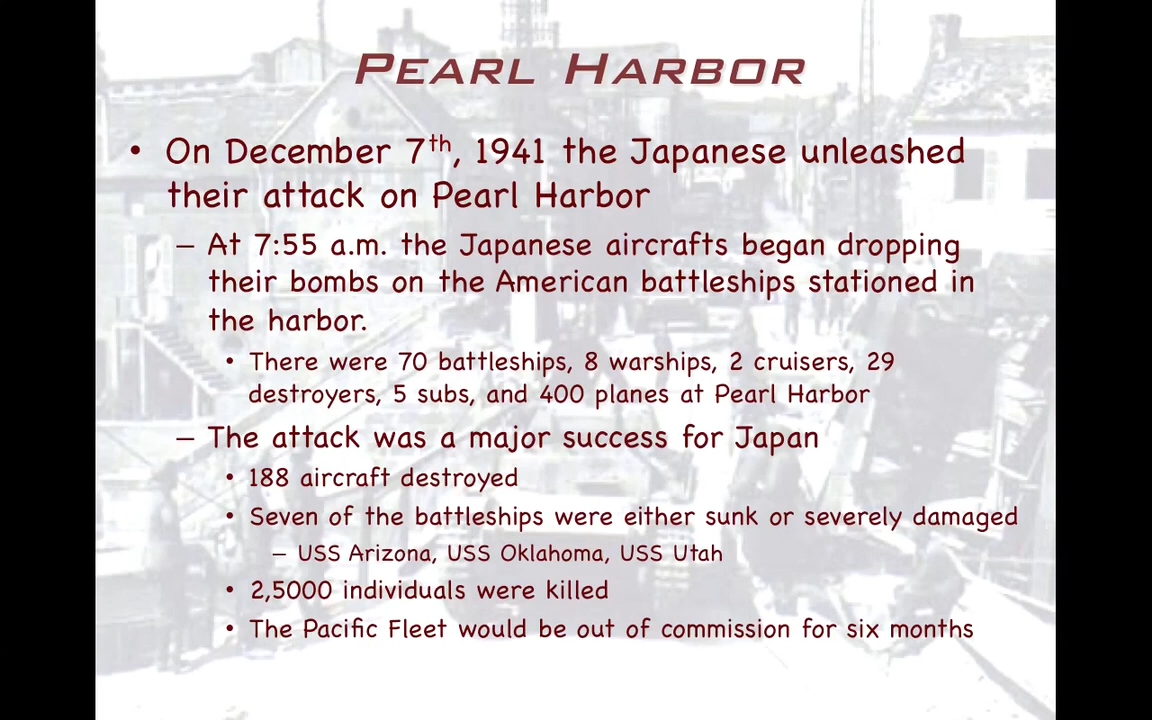 Pearl Harbor
• On December 7th, 1941 the Japanese unleashed
their attack on Pearl Harbor
– At 7:55 a.m. the Japanese aircrafts began dropping
their bombs on the American battleships stationed in
the harbor.
• There were 70 battleships, 8 warships, 2 cruisers, 29
destroyers, 5 subs, and 400 planes at Pearl Harbor
– The attack was a major success for Japan
• 188 aircraft destroyed
• Seven of the battleships were either sunk or severely damaged
– USS Arizona, USS Oklahoma, USS Utah
• 2,5000 individuals were killed
• The Pacific Fleet would be out of commission for six months